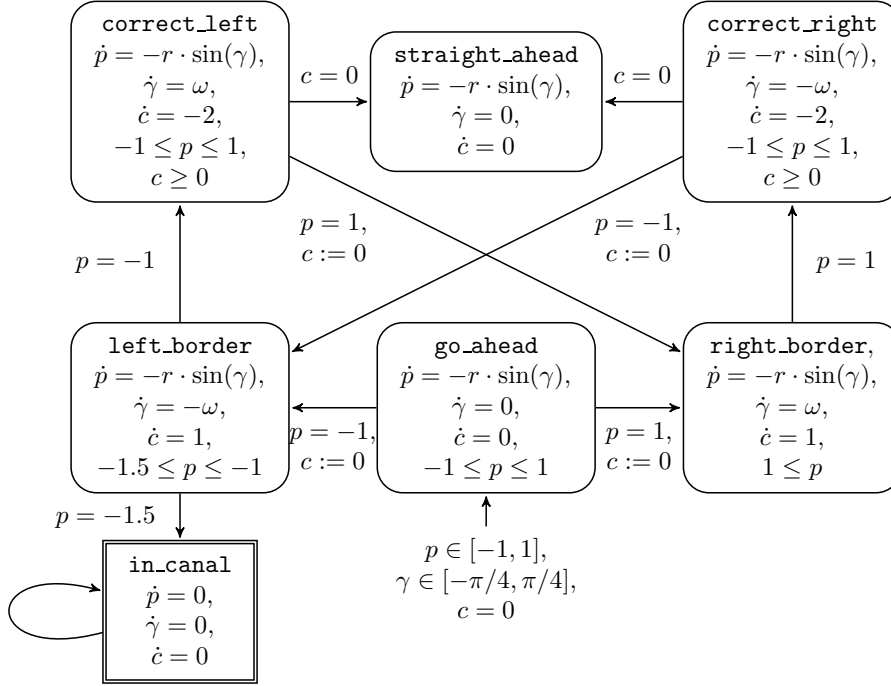 correct_left
ṗ = −r · sin(γ),
γ̇ = ω,
ċ = −2,
−1 ≤ p ≤ 1,
c ≥ 0
c = 0
straight_ahead
ṗ = −r · sin(γ),
γ̇ = 0,
ċ = 0
c = 0
correct_right
ṗ = −r · sin(γ),
γ̇ = −ω,
ċ = −2,
−1 ≤ p ≤ 1,
c ≥ 0
p = −1
p = 1,
c := 0
p = −1,
c := 0
p = 1
left_border
ṗ = −r · sin(γ),
γ̇ = −ω,
ċ = 1,
−1.5 ≤ p ≤ −1
p = −1,
c := 0
go_ahead
ṗ = −r · sin(γ),
γ̇ = 0,
ċ = 0,
−1 ≤ p ≤ 1
p = 1,
c := 0
right_border,
ṗ = −r · sin(γ),
γ̇ = ω,
ċ = 1,
1 ≤ p
p = −1.5
in_canal
ṗ = 0,
γ̇ = 0,
ċ = 0
p ∈ [−1, 1],
γ ∈ [−π/4, π/4],
c = 0